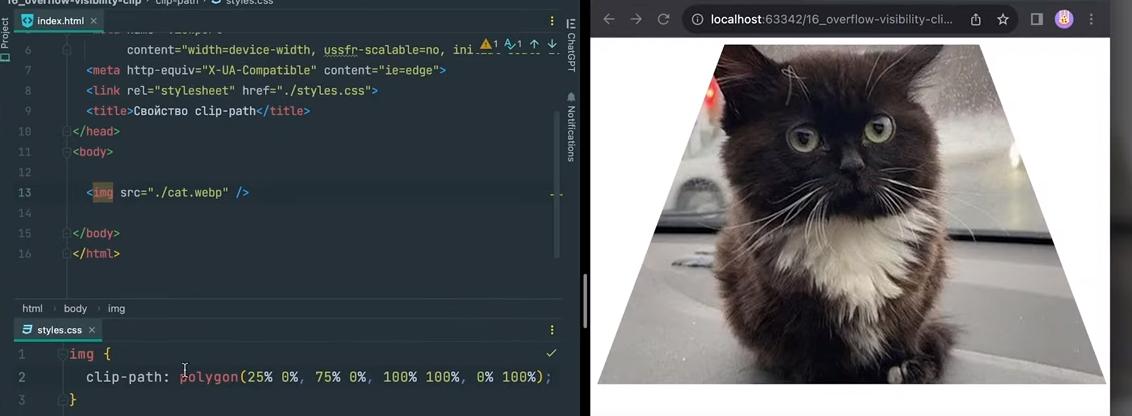 16_overflow-visibility-clip › clip-path › styles.css
index.html
Project
6 content="width=device-width, ussfr-scalable=no, ini
1 1
7 <meta http-equiv="X-UA-Compatible" content="ie=edge">
8 <link rel="stylesheet" href="./styles.css">
9 <title>Свойство clip-path</title>
10 </head>
11 <body>
12
13 <img src="./cat.webp" />
14
15 </body>
16 </html>
html › body › img
styles.css
1 img {
2 clip-path: polygon(25% 0%, 75% 0%, 100% 100%, 0% 100%);
3 }
ChatGPT
Notifications
localhost:63342/16_overflow-visibility-cli...